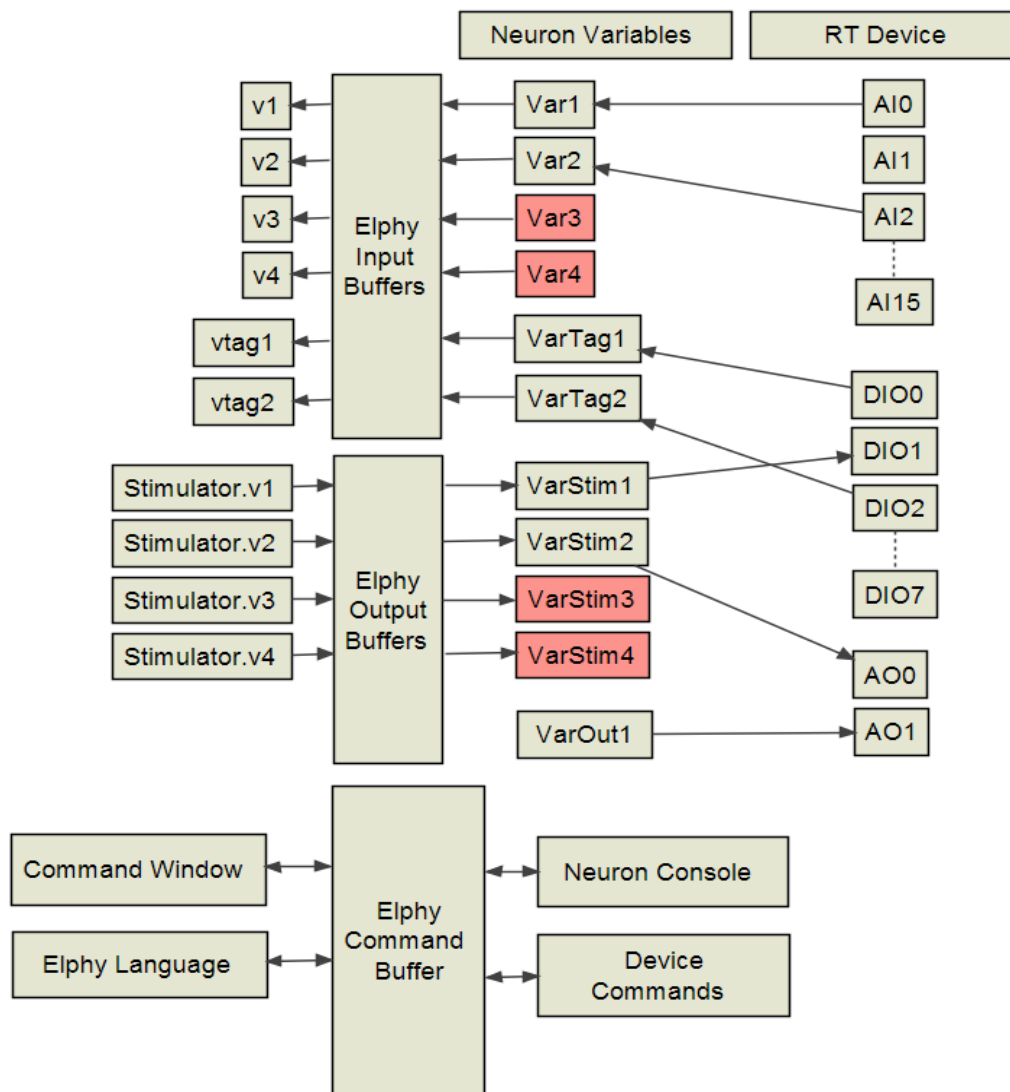 Neuron Variables
RT Device
v1
Var1
AI0
v2
Var2
AI1
v3
Elphy
Input
Buffers
Var3
AI2
v4
Var4
AI15
vtag1
VarTag1
vtag2
VarTag2
DIO0
DIO1
Stimulator.v1
VarStim1
DIO2
Stimulator.v2
VarStim2
Elphy
Output
Buffers
Stimulator.v3
VarStim3
DIO7
Stimulator.v4
VarStim4
AO0
VarOut1
AO1
Command Window
Neuron Console
Elphy
Command
Buffer
Elphy Language
Device
Commands